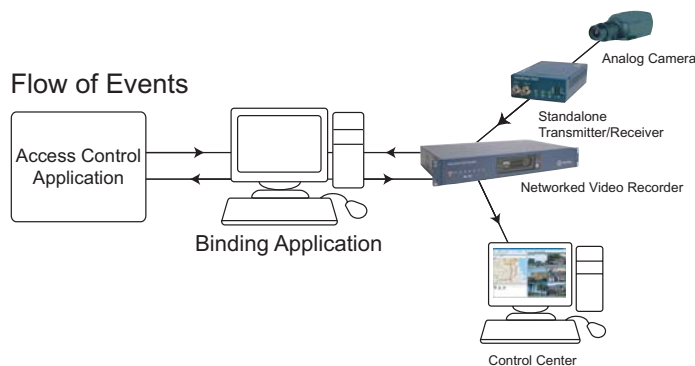 Analog Camera
Flow of Events
Standalone
Transmitter/Receiver
Access Control
Application
Networked Video Recorder
Binding Application
Control Center